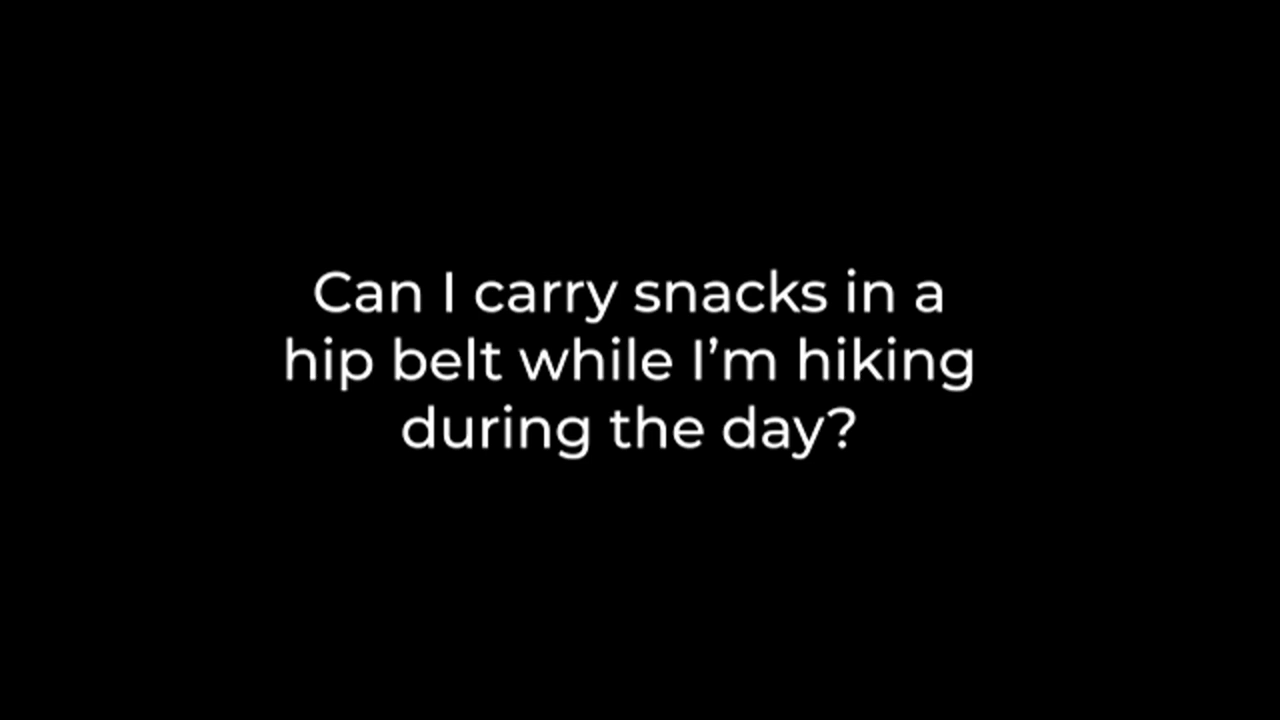 Can I carry snacks in a
hip belt while I’m hiking
during the day?